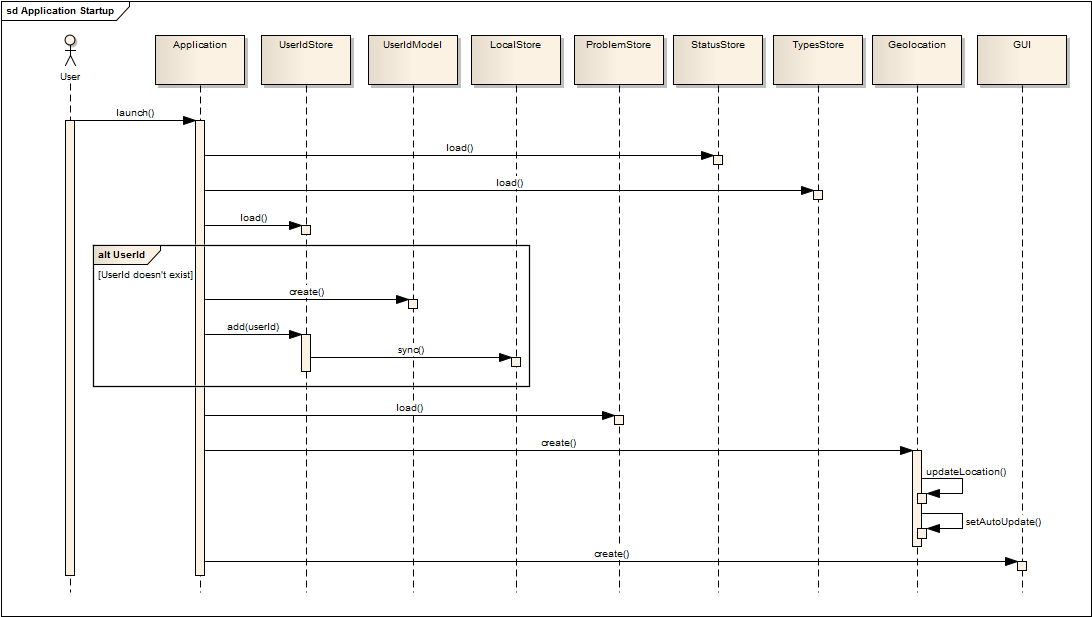 sd Application Startup
User
Application
UserIdStore
UserIdModel
LocalStore
ProblemStore
StatusStore
TypesStore
Geolocation
GUI
launch()
load()
load()
load()
alt UserId
[UserId doesn't exist]
create()
add(userId)
sync()
load()
create()
updateLocation()
setAutoUpdate()
create()